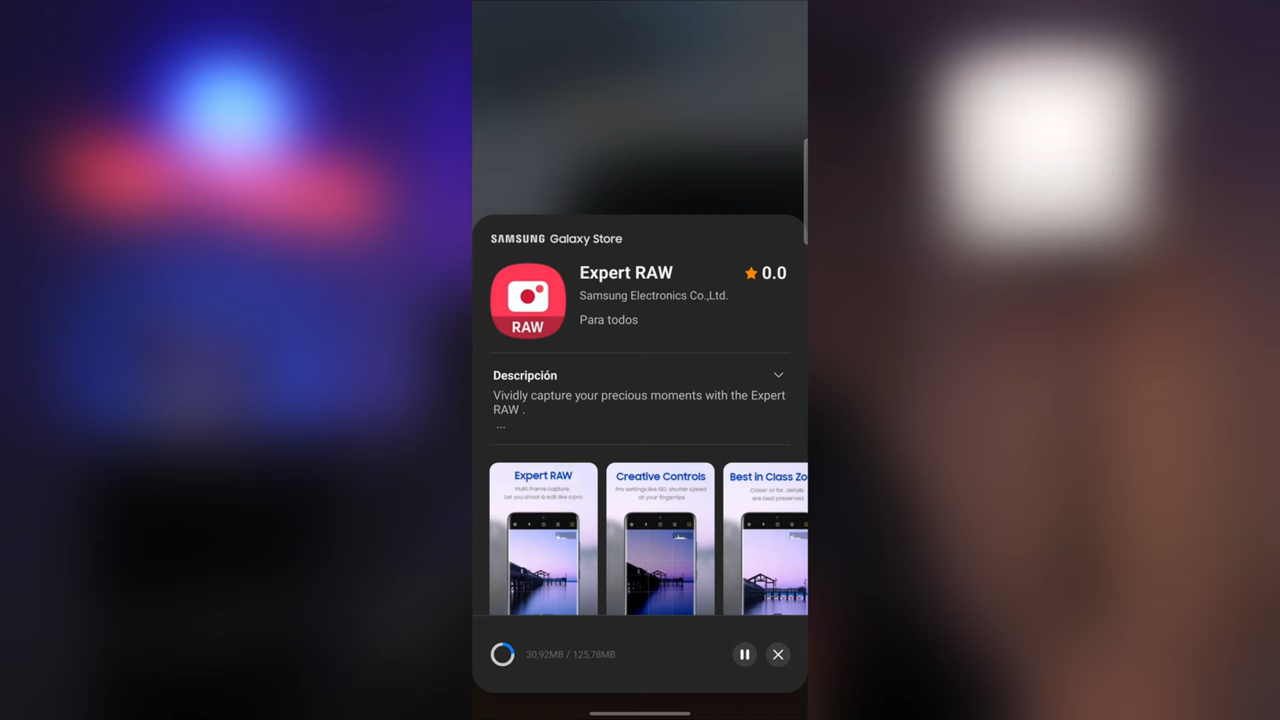 SAMSUNG Galaxy Store
Expert RAW
0.0
Samsung Electronics Co.,Ltd.
RAW
Para todos
Descripción
Vividly capture your precious moments with the Expert
RAW .
...
Expert RAW
Multi-frame capture,
Let you shoot & edit like a pro
Creative Controls
Pro settings like ISO, shutter speed
at your fingertips
Best in Class Zo
Closer or far, details
are best preserved
30,92MB / 125,78MB